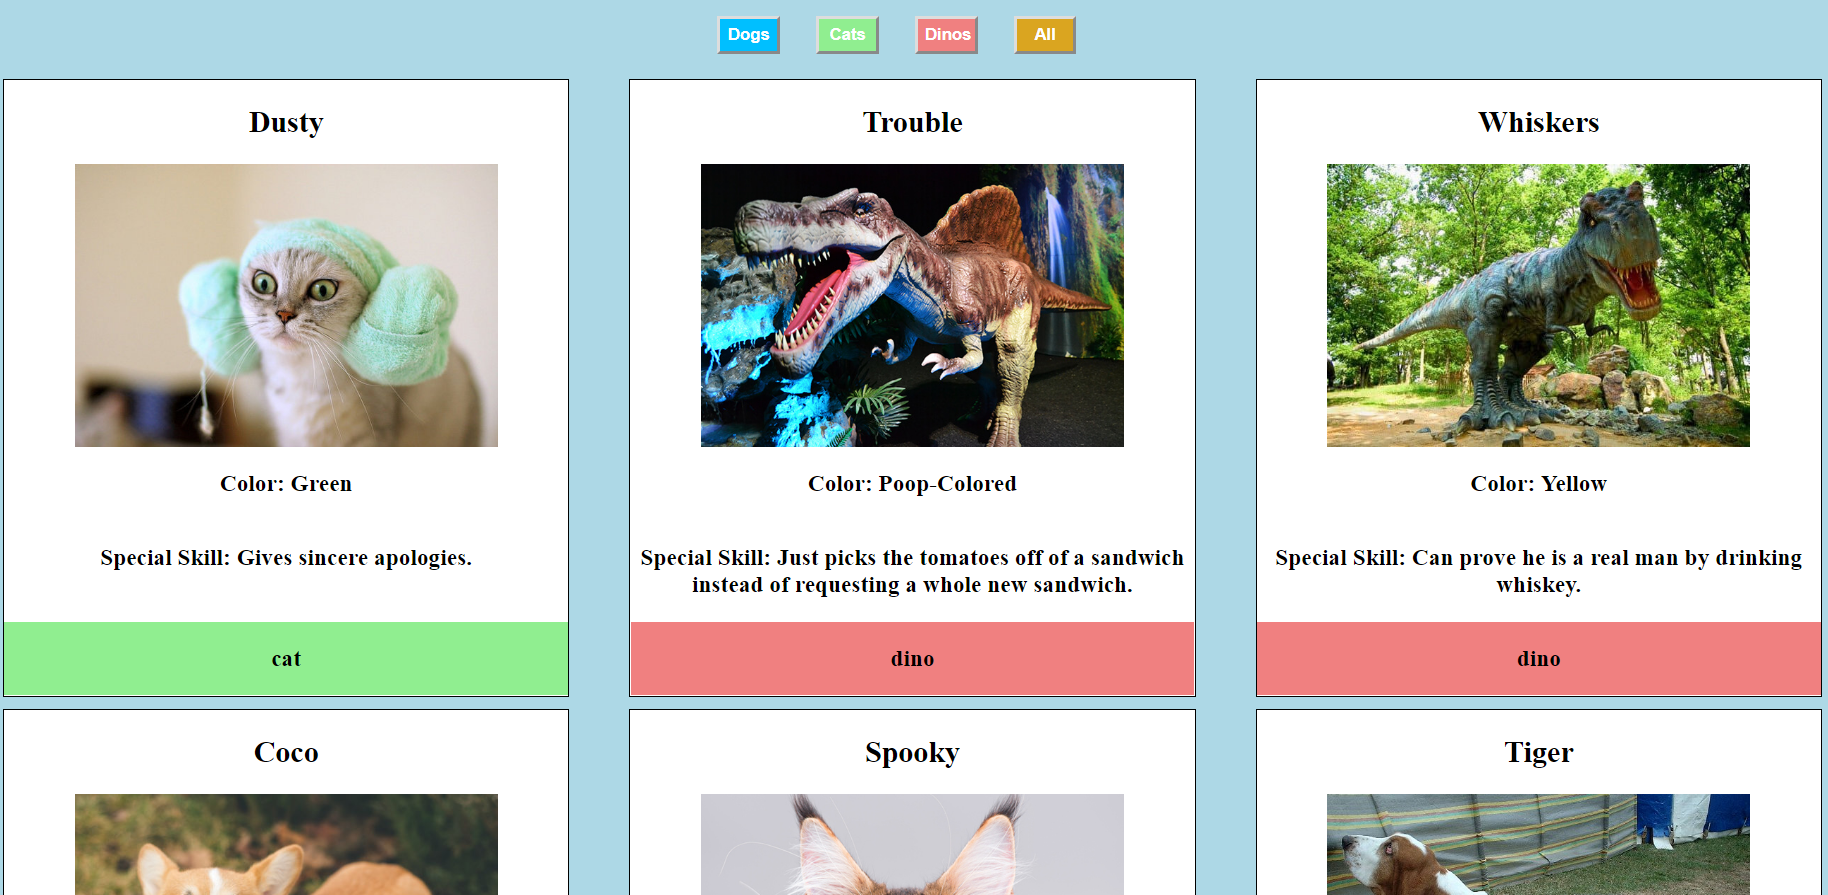 Dogs Cats Dinos All
Dusty
Trouble
Whiskers
Color: Green
Color: Poop-Colored
Color: Yellow
Special Skill: Gives sincere apologies.
Special Skill: Just picks the tomatoes off of a sandwich
instead of requesting a whole new sandwich.
Special Skill: Can prove he is a real man by drinking
whiskey.
cat
dino
dino
Coco
Spooky
Tiger